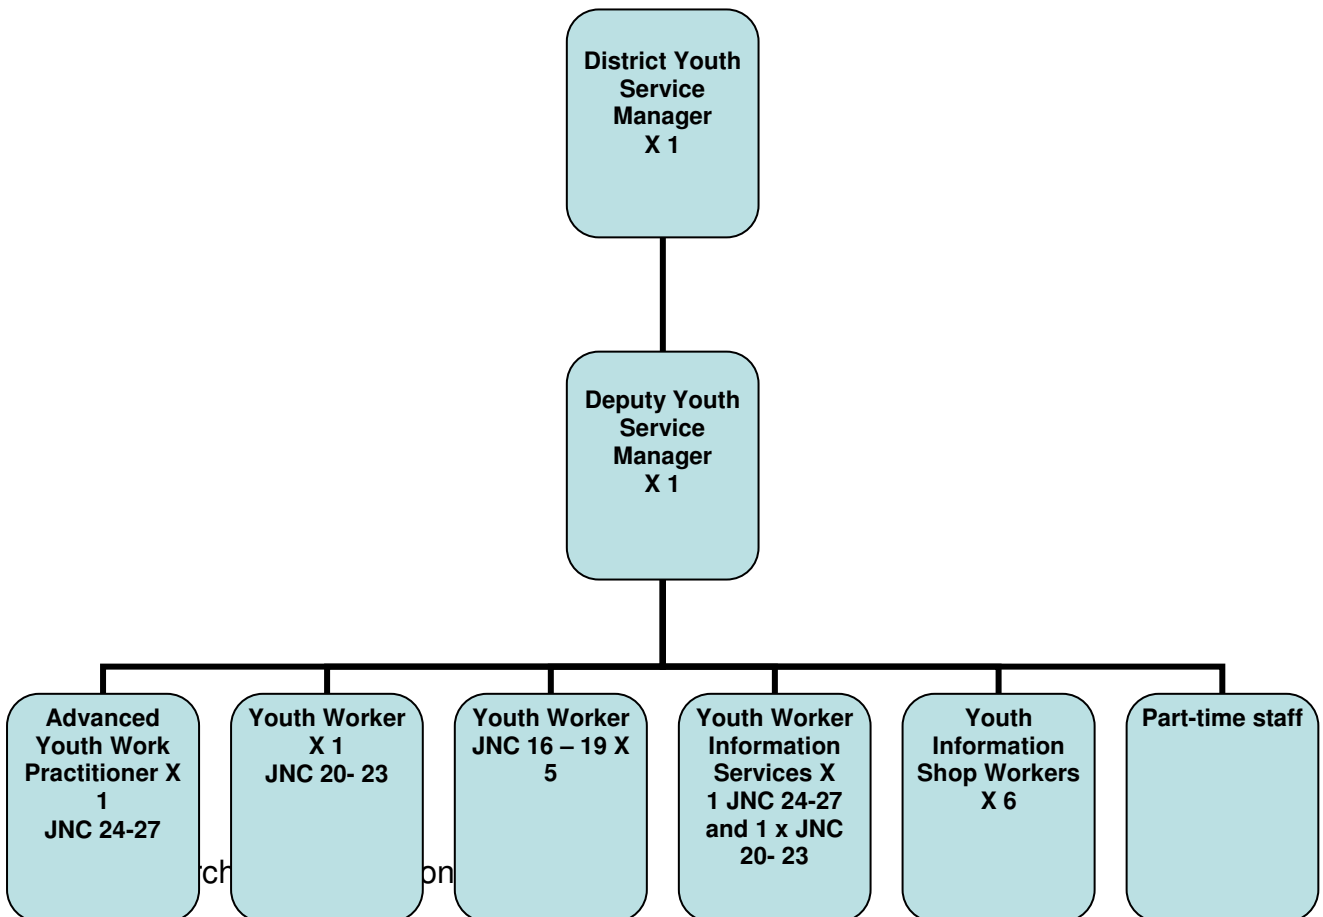 District Youth
Service
Manager
X 1
Deputy Youth
Service
Manager
X 1
Advanced
Youth Work
Practitioner X
1
JNC 24-27
Youth Worker
X 1
JNC 20- 23
Youth Worker
JNC 16 – 19 X
5
Youth Worker
Information
Services X
1 JNC 24-27
and 1 x JNC
20- 23
Youth
Information
Shop Workers
X 6
Part-time staff